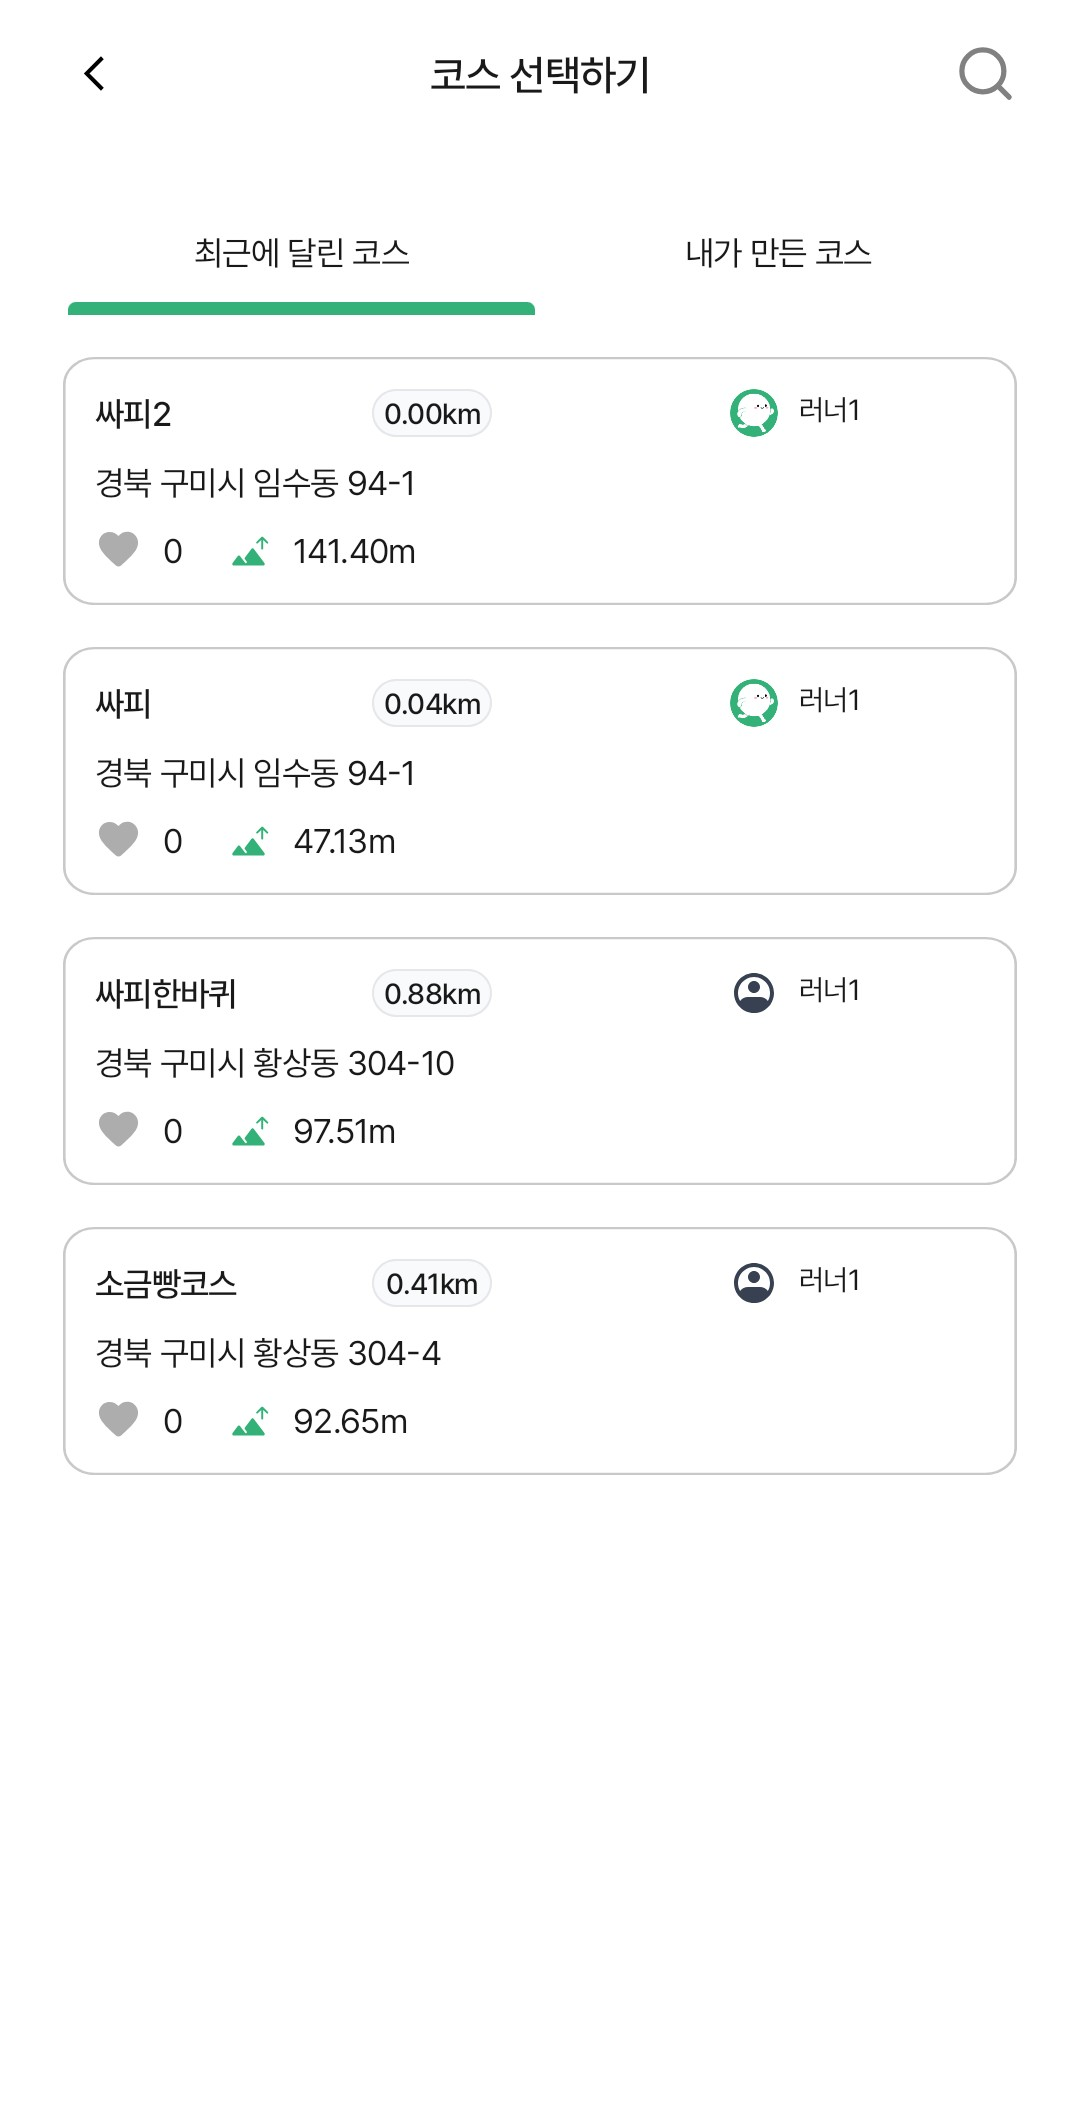 코스 선택하기
최근에 달린 코스
내가 만든 코스
싸피2 0.00km 러너1
경북 구미시 임수동 94-1
0 141.40m
싸피 0.04km 러너1
경북 구미시 임수동 94-1
0 47.13m
싸피한바퀴 0.88km 러너1
경북 구미시 황상동 304-10
0 97.51m
소금빵코스 0.41km 러너1
경북 구미시 황상동 304-4
0 92.65m